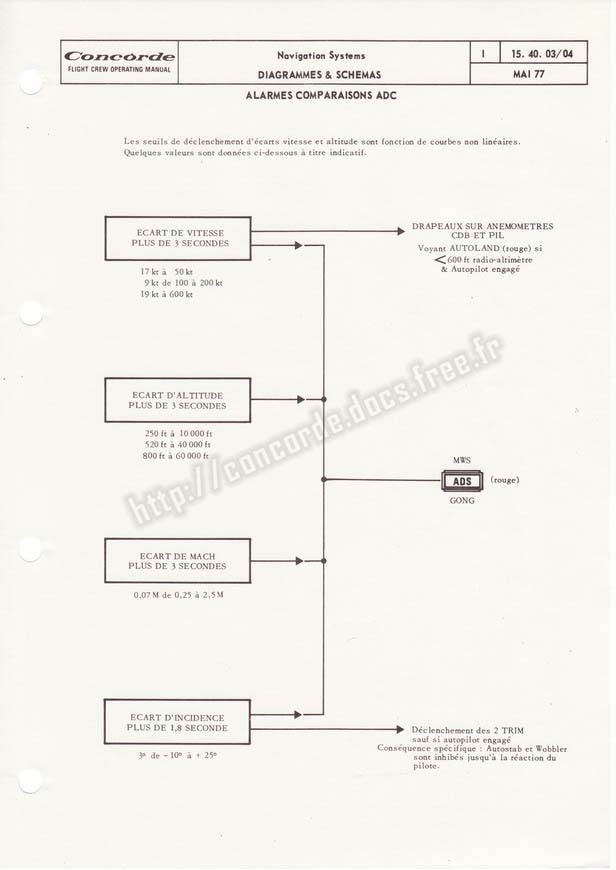 Concorde
FLIGHT CREW OPERATING MANUAL
Navigation Systems
DIAGRAMMES & SCHEMAS
I
15. 40. 03/04
MAI 77
ALARMES COMPARAISONS ADC
Les seuils de déclenchement d'écarts vitesse et altitude sont fonction de courbes non linéaires.
Quelques valeurs sont données ci-dessous à titre indicatif.
ECART DE VITESSE
PLUS DE 3 SECONDES
17 kt à 50 kt
9 kt de 100 à 200 kt
19 kt à 600 kt
DRAPEAUX SUR ANEMOMETRES
CDB ET PIL
Voyant AUTOLAND (rouge) si
<600 ft radio-altimètre
& Autopilot engagé
ECART D'ALTITUDE
PLUS DE 3 SECONDES
250 ft à 10 000 ft
520 ft à 40 000 ft
800 ft à 60 000 ft
MWS
ADS
(rouge)
GONG
ECART DE MACH
PLUS DE 3 SECONDES
0,07 M de 0,25 à 2,5 M
ECART D'INCIDENCE
PLUS DE 1,8 SECONDE
3° de - 10° à + 25°
Déclenchement des 2 TRIM
sauf si autopilot engagé
Conséquence spécifique : Autostab et Wobbler
sont inhibés jusqu'à la réaction du
pilote.
http://concorde.docs.free.fr